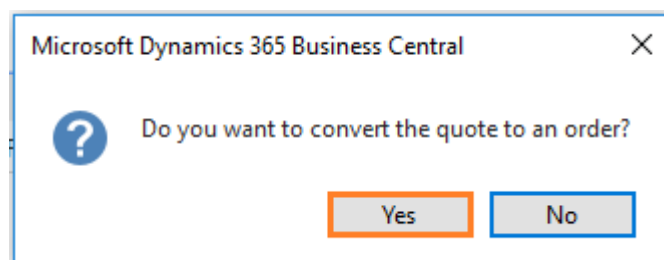 Microsoft Dynamics 365 Business Central
Do you want to convert the quote to an order?
Yes
No